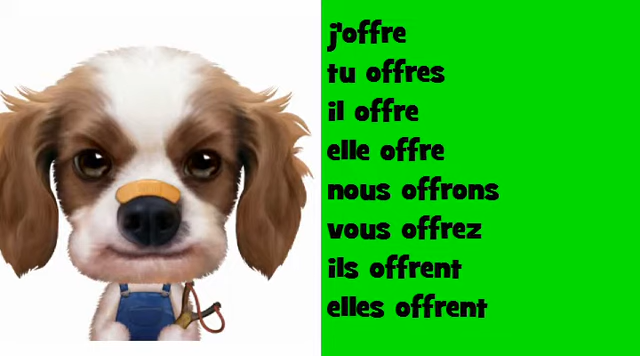 j'offre
tu offres
il offre
elle offre
nous offrons
vous offrez
ils offrent
elles offrent